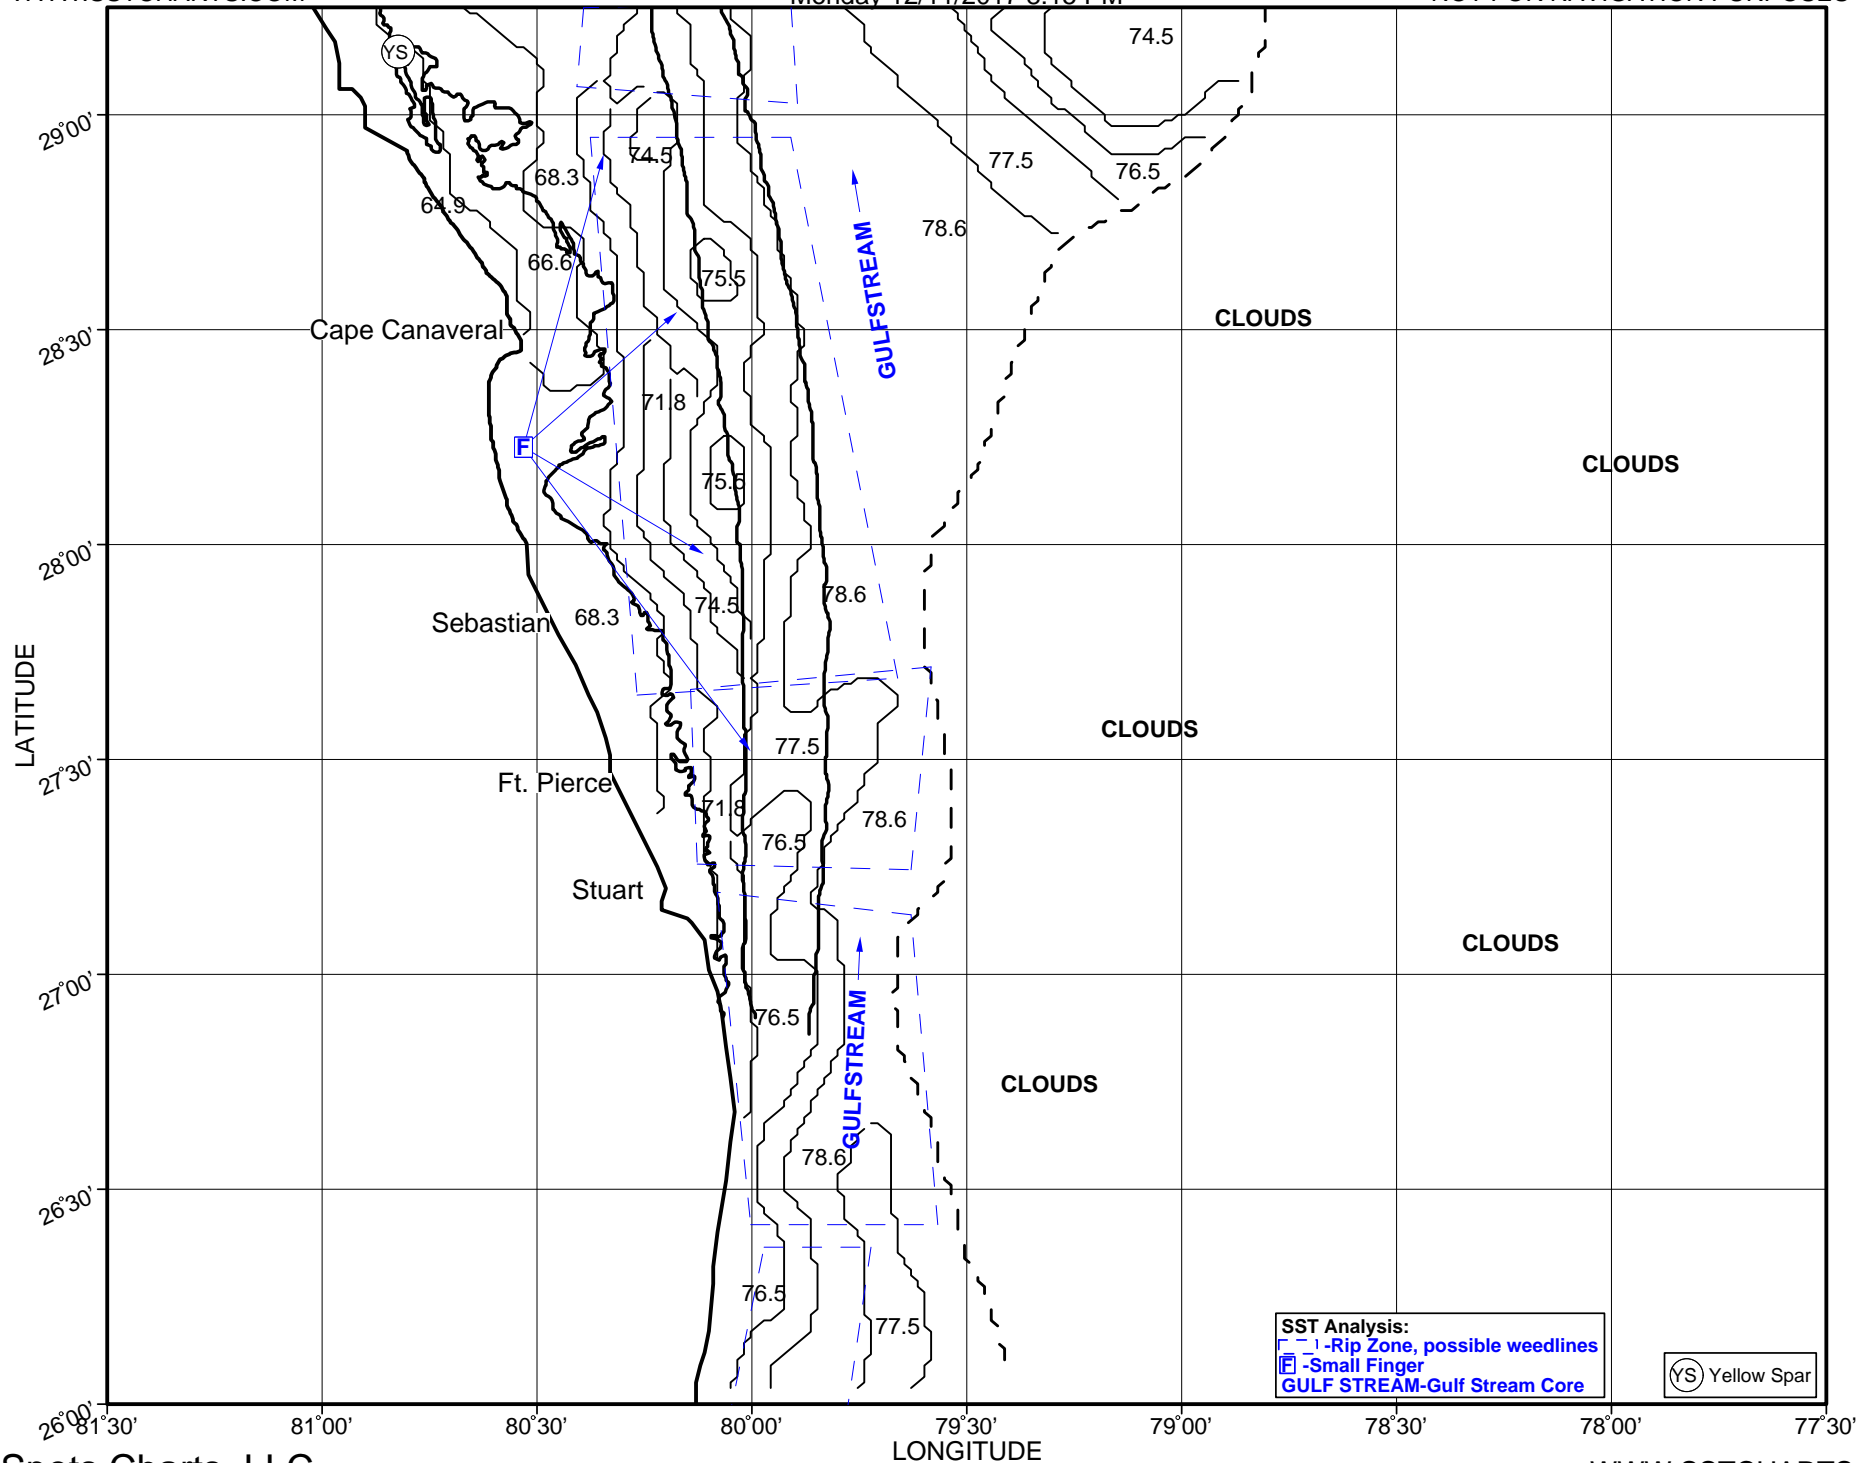 74.5
YS
29°00'
77.5
76.5
74.5
68.3
64.9
78.6
66.6
75.5
GULFSTREAM
CLOUDS
Cape Canaveral
28°30'
71.8
F
CLOUDS
28°00'
74.5
78.6
68.3
Sebastian
LATITUDE
CLOUDS
77.5
27°30'
Ft. Pierce
71.8
78.6
76.5
Stuart
CLOUDS
27°00'
76.5
GULFSTREAM
CLOUDS
78.6
26°30'
76.5
77.5
SST Analysis:
-Rip Zone, possible weedlines
F -Small Finger
GULF STREAM-Gulf Stream Core
YS Yellow Spar
26°00'
81°30' 81°00' 80°30' 80°00' 79°30' 79°00' 78°30' 78°00' 77°30'
LONGITUDE